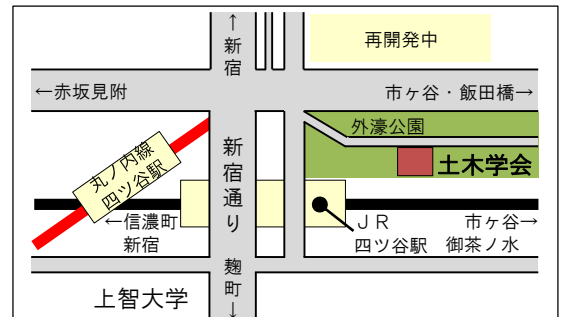 ↑新宿
再開発中
←赤坂見附
市ヶ谷・飯田橋→
外濠公園
土木学会
丸ノ内線
四ツ谷駅
新宿通り
←信濃町
新宿
ＪＲ
四ツ谷駅
市ヶ谷→
御茶ノ水
麹町↓
上智大学